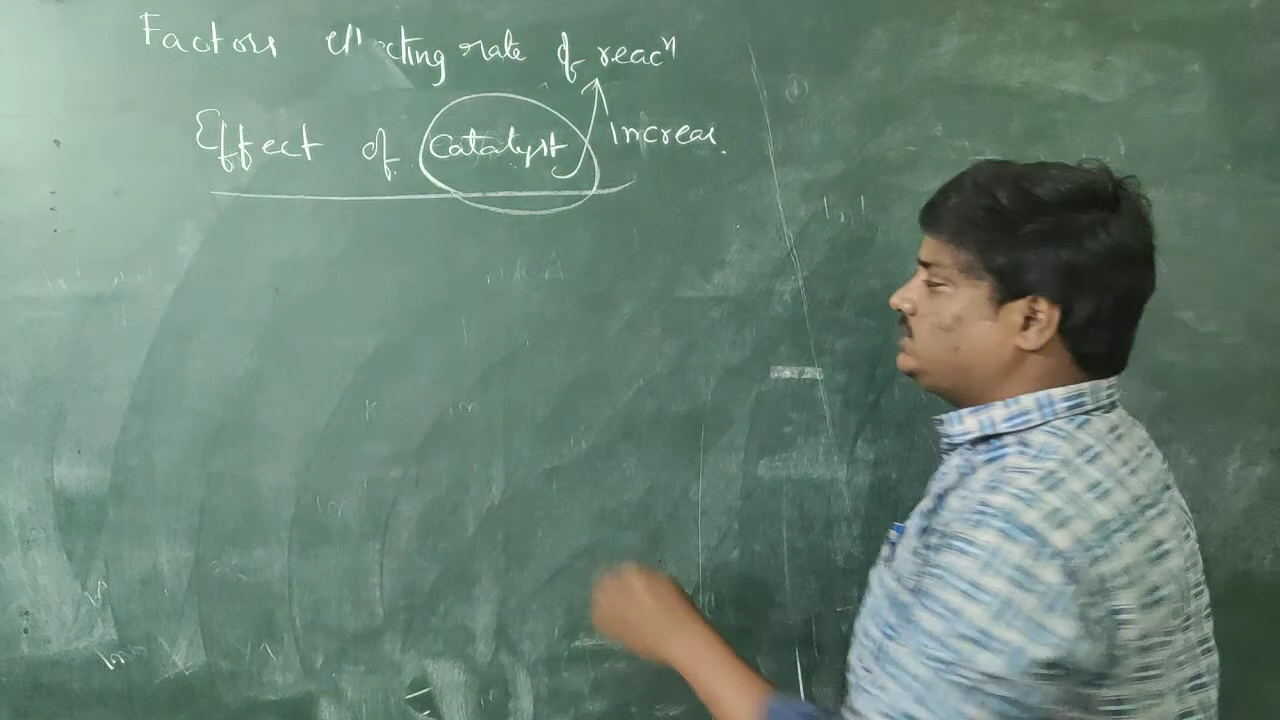 Factors effecting rate of reacⁿ
Effect of catalyst
increas.